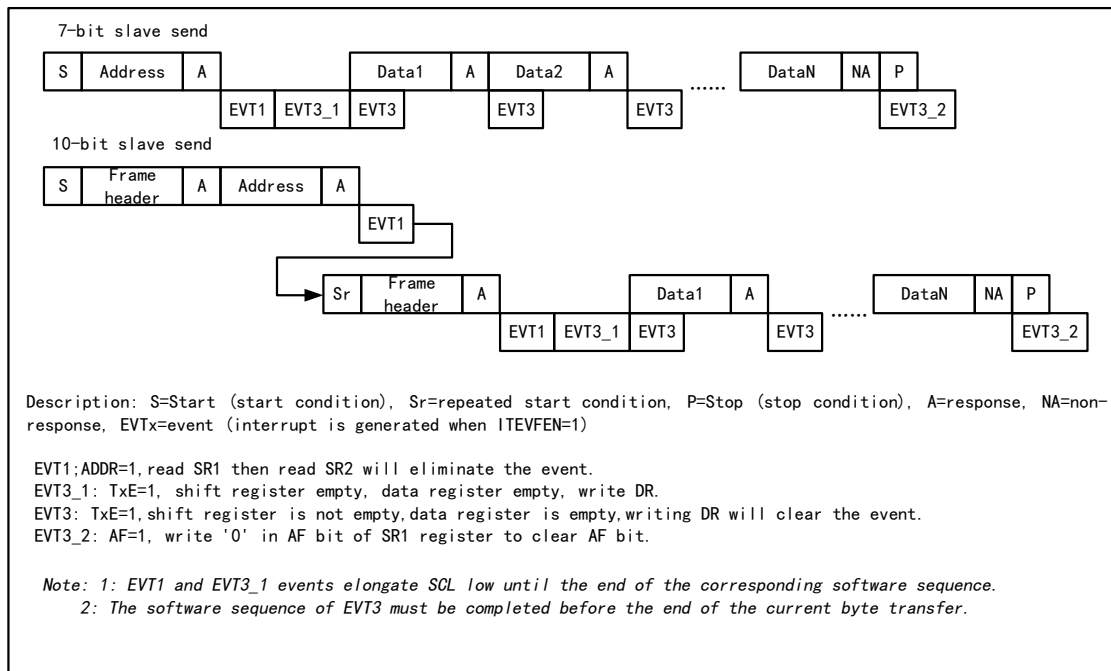 7-bit slave send
S Address A Data1 A Data2 A ...... DataN NA P
EVT1 EVT3_1 EVT3 EVT3 EVT3 EVT3_2
10-bit slave send
S Frame header A Address A
EVT1
Sr Frame header A Data1 A ...... DataN NA P
EVT1 EVT3_1 EVT3 EVT3 EVT3_2
Description: S=Start (start condition), Sr=repeated start condition, P=Stop (stop condition), A=response, NA=non-
response, EVTx=event (interrupt is generated when ITEVFEN=1)
EVT1;ADDR=1,read SR1 then read SR2 will eliminate the event.
EVT3_1: TxE=1, shift register empty, data register empty, write DR.
EVT3: TxE=1,shift register is not empty,data register is empty,writing DR will clear the event.
EVT3_2: AF=1, write '0' in AF bit of SR1 register to clear AF bit.
Note: 1: EVT1 and EVT3_1 events elongate SCL low until the end of the corresponding software sequence.
2: The software sequence of EVT3 must be completed before the end of the current byte transfer.